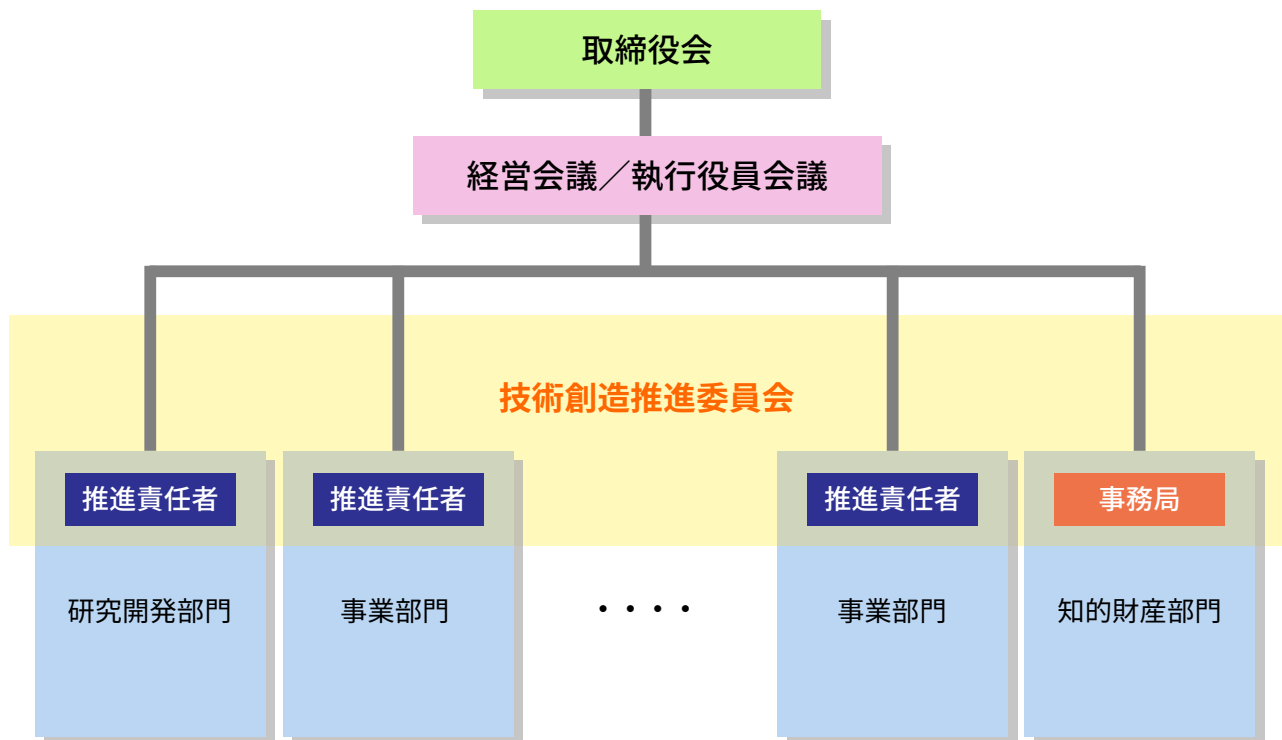 取締役会
経営会議／執行役員会議
技術創造推進委員会
推進責任者
推進責任者
推進責任者
事務局
研究開発部門
事業部門
・・・・
事業部門
知的財産部門